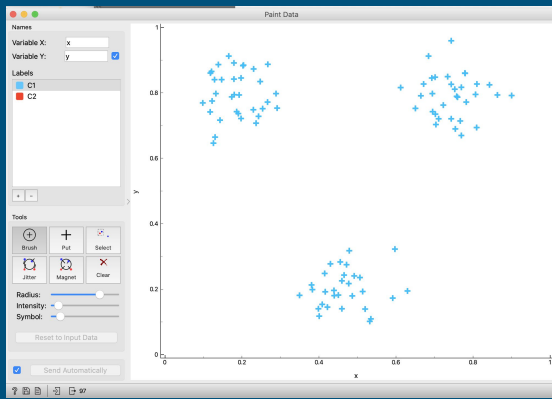 Paint Data
Names
Variable X: x
Variable Y: y
Labels
C1
C2
+ -
Tools
Brush Put Select
Jitter Magnet Clear
Radius:
Intensity:
Symbol:
Reset to Input Data
Send Automatically
? 97
y
1
0.8
0.6
0.4
0.2
0
0 0.2 0.4 0.6 0.8 1
x